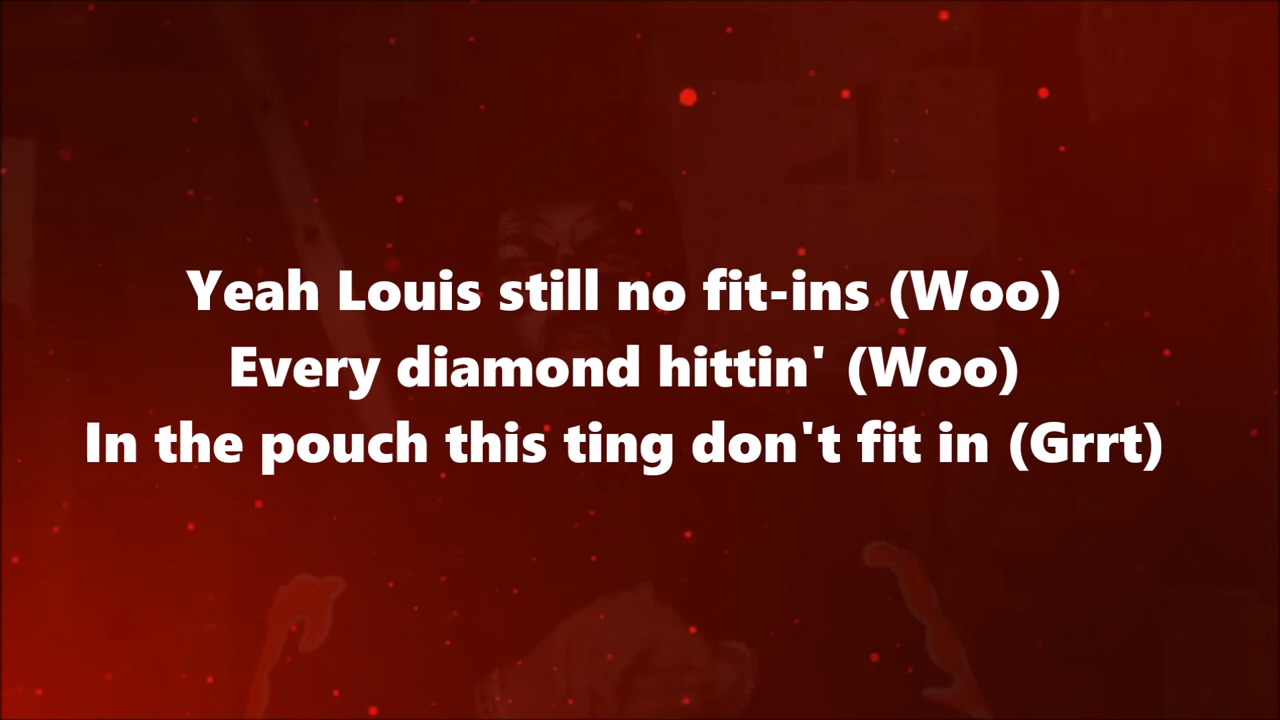 Yeah Louis still no fit-ins (Woo)
Every diamond hittin' (Woo)
In the pouch this ting don't fit in (Grrt)